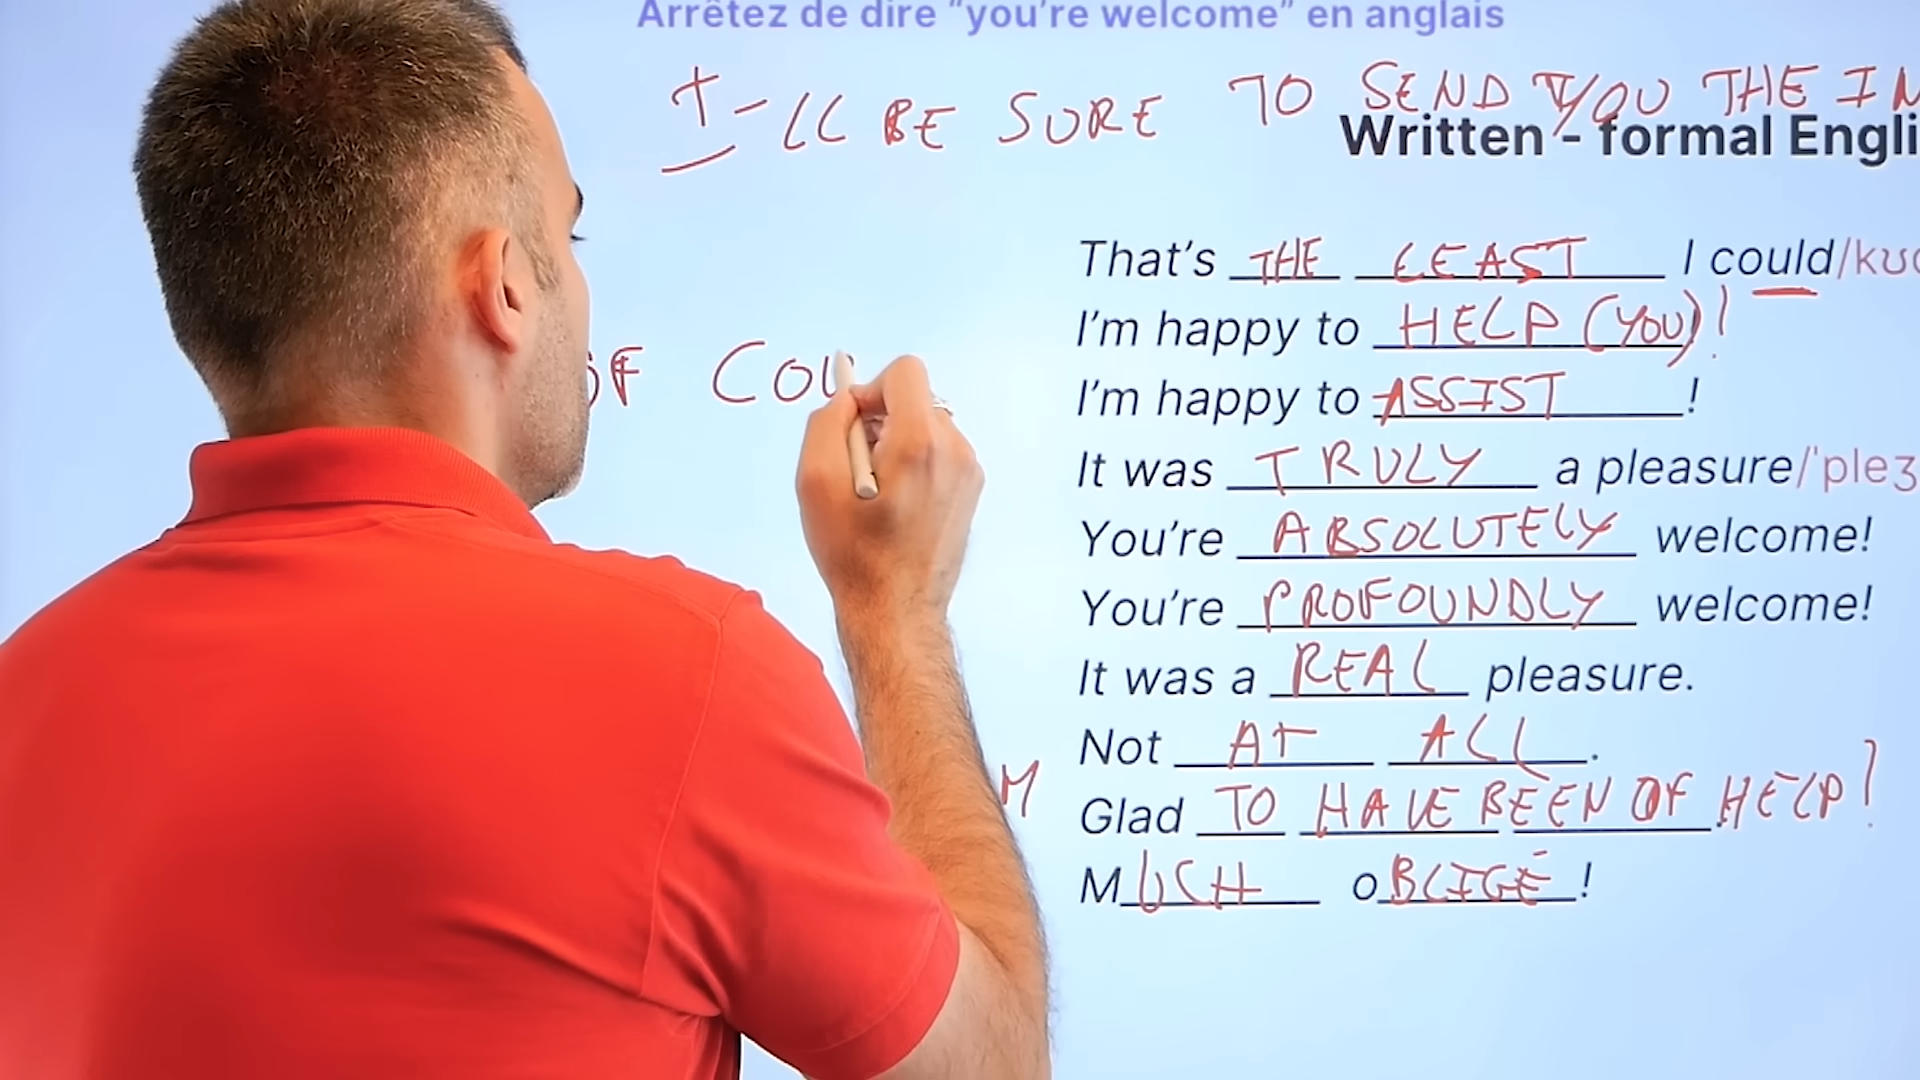 Arrêtez de dire "you're welcome" en anglais
I-'LL BE SURE TO SEND YOU THE IN
Written - formal Engli
That's THE LEAST I could/kʊ
I'm happy to HELP (YOU)!
OF COU
I'm happy to ASSIST!
It was TRULY a pleasure/ˈpleʒ
You're ABSOLUTELY welcome!
You're PROFOUNDLY welcome!
It was a REAL pleasure.
Not AT ALL.
M
Glad TO HAVE BEEN OF HELP!
MUCH OBLIGÉ!